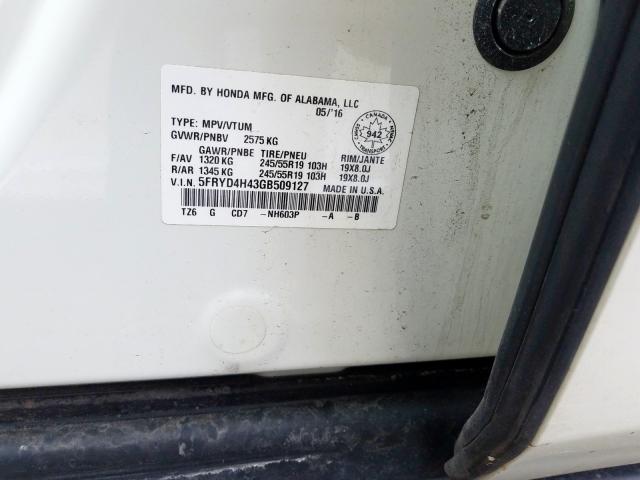 MFD. BY HONDA MFG. OF ALABAMA, LLC
05/'16
TYPE: MPV/VTUM
GVWR/PNBV 2575 KG
GAWR/PNBE TIRE/PNEU RIM/JANTE
F/AV 1320 KG 245/55R19 103H 19X8.0J
R/AR 1345 KG 245/55R19 103H 19X8.0J
V.I.N. 5FRYD4H43GB509127 MADE IN U.S.A.
TZ6 G CD7 -NH603P -A -B
CANADA
942